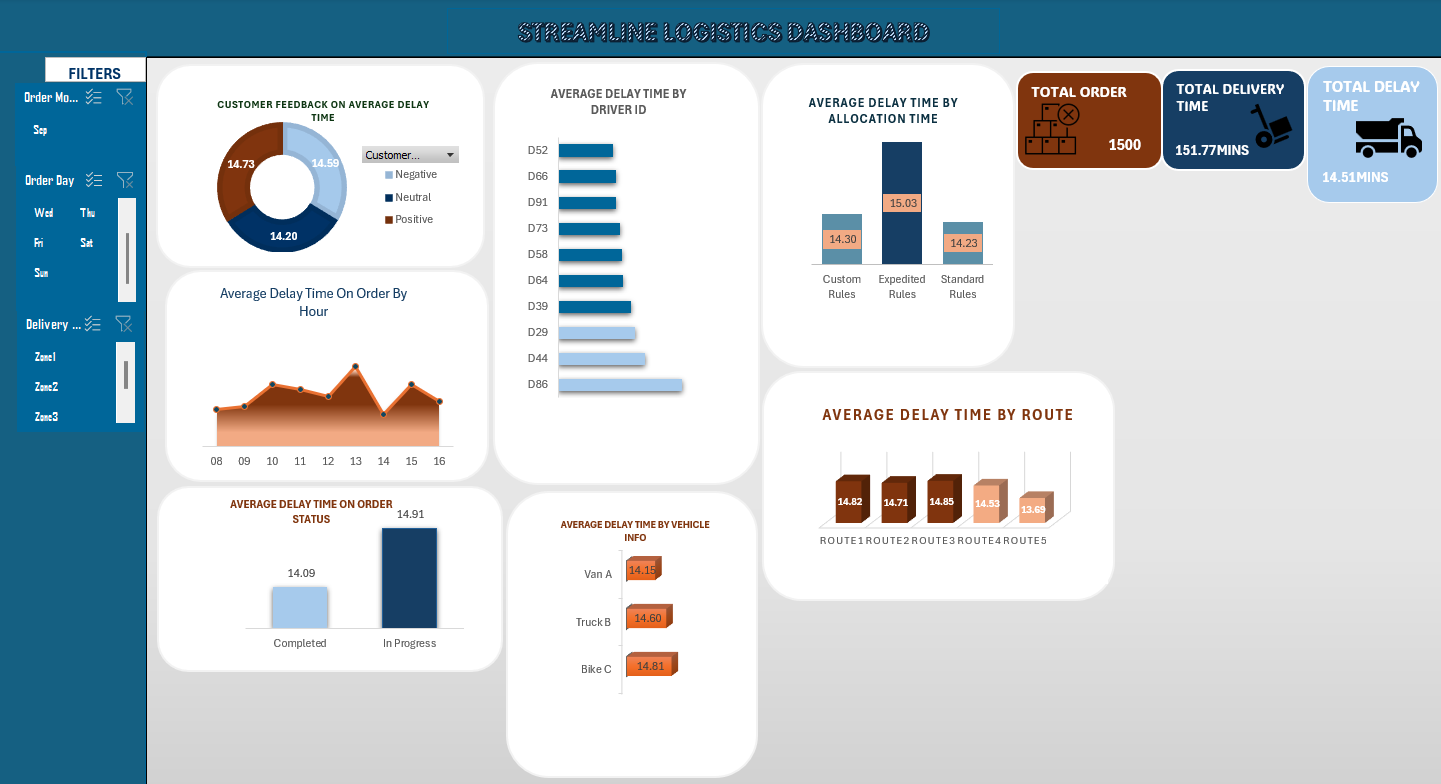 STREAMLINE LOGISTICS DASHBOARD
FILTERS
Order Mo...
Sep
Order Day
Wed Thu
Fri Sat
Sun
Delivery ...
Zone1
Zone2
Zone3
CUSTOMER FEEDBACK ON AVERAGE DELAY
TIME
14.73
14.59
14.20
Customer...
Negative
Neutral
Positive
Average Delay Time On Order By
Hour
08 09 10 11 12 13 14 15 16
AVERAGE DELAY TIME ON ORDER
STATUS
14.91
14.09
Completed In Progress
AVERAGE DELAY TIME BY
DRIVER ID
D52
D66
D91
D73
D58
D64
D39
D29
D44
D86
AVERAGE DELAY TIME BY VEHICLE
INFO
Van A 14.15
Truck B 14.60
Bike C 14.81
AVERAGE DELAY TIME BY
ALLOCATION TIME
15.03
14.30
14.23
Custom Expedited Standard
Rules Rules Rules
AVERAGE DELAY TIME BY ROUTE
14.82 14.71 14.85 14.53 13.69
ROUTE1 ROUTE2 ROUTE3 ROUTE4 ROUTE5
TOTAL ORDER
1500
TOTAL DELIVERY
TIME
151.77MINS
TOTAL DELAY
TIME
14.51MINS